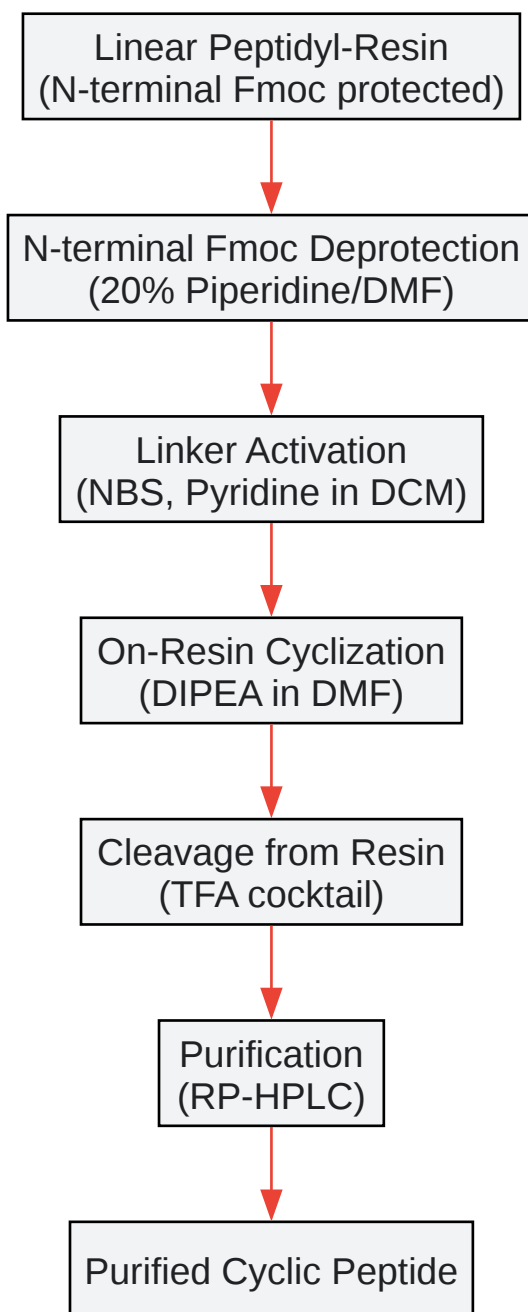 Linear Peptidyl-Resin
(N-terminal Fmoc protected)
N-terminal Fmoc Deprotection
(20% Piperidine/DMF)
Linker Activation
(NBS, Pyridine in DCM)
On-Resin Cyclization
(DIPEA in DMF)
Cleavage from Resin
(TFA cocktail)
Purification
(RP-HPLC)
Purified Cyclic Peptide